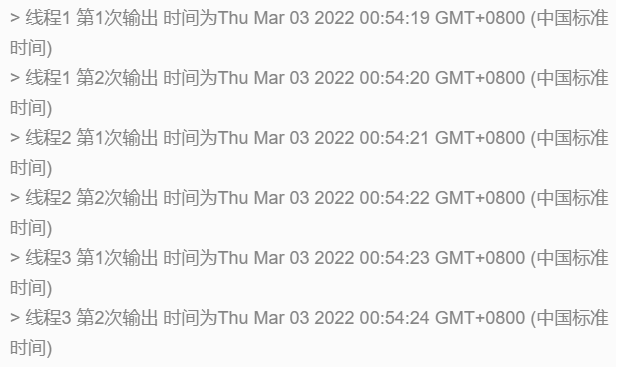 > 线程1 第1次输出 时间为Thu Mar 03 2022 00:54:19 GMT+0800 (中国标准
时间)
> 线程1 第2次输出 时间为Thu Mar 03 2022 00:54:20 GMT+0800 (中国标准
时间)
> 线程2 第1次输出 时间为Thu Mar 03 2022 00:54:21 GMT+0800 (中国标准
时间)
> 线程2 第2次输出 时间为Thu Mar 03 2022 00:54:22 GMT+0800 (中国标准
时间)
> 线程3 第1次输出 时间为Thu Mar 03 2022 00:54:23 GMT+0800 (中国标准
时间)
> 线程3 第2次输出 时间为Thu Mar 03 2022 00:54:24 GMT+0800 (中国标准
时间)